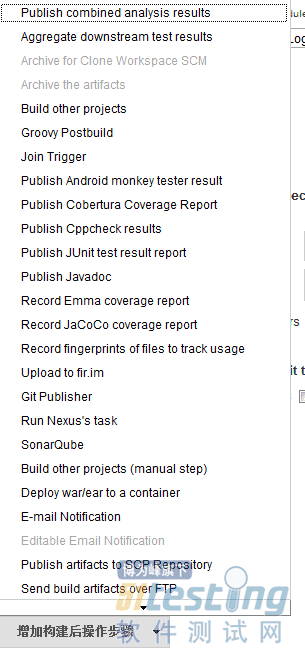 Publish combined analysis results
Aggregate downstream test results
Archive for Clone Workspace SCM
Archive the artifacts
Build other projects
Groovy Postbuild
Join Trigger
Publish Android monkey tester result
Publish Cobertura Coverage Report
Publish Cppcheck results
Publish JUnit test result report
Publish Javadoc
Record Emma coverage report
Record JaCoCo coverage report
Record fingerprints of files to track usage
Upload to fir.im
Git Publisher
Run Nexus's task
SonarQube
Build other projects (manual step)
Deploy war/ear to a container
E-mail Notification
Editable Email Notification
Publish artifacts to SCP Repository
Send build artifacts over FTP
增加构建后操作步骤
博为峰旗下
51testing
软件测试网